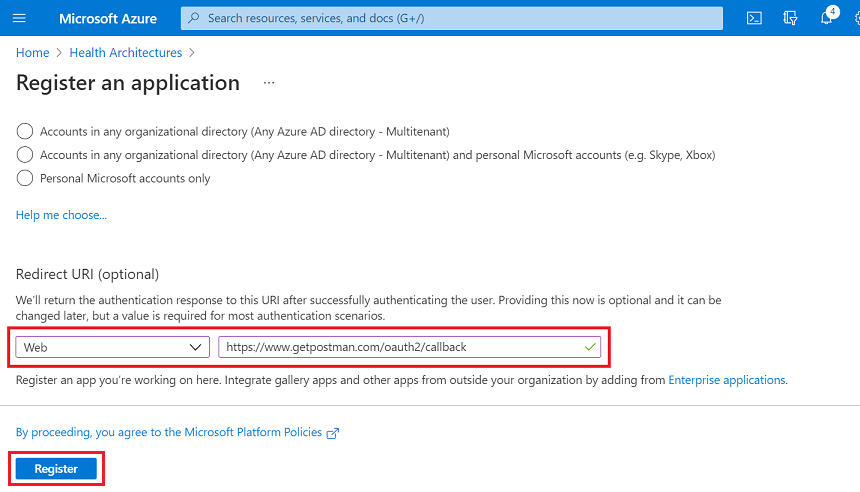 Microsoft Azure
Search resources, services, and docs (G+/)
4
Home > Health Architectures >
Register an application ...
Accounts in any organizational directory (Any Azure AD directory - Multitenant)
Accounts in any organizational directory (Any Azure AD directory - Multitenant) and personal Microsoft accounts (e.g. Skype, Xbox)
Personal Microsoft accounts only
Help me choose...
Redirect URI (optional)
We'll return the authentication response to this URI after successfully authenticating the user. Providing this now is optional and it can be
changed later, but a value is required for most authentication scenarios.
Web
https://www.getpostman.com/oauth2/callback
Register an app you're working on here. Integrate gallery apps and other apps from outside your organization by adding from Enterprise applications.
By proceeding, you agree to the Microsoft Platform Policies
Register